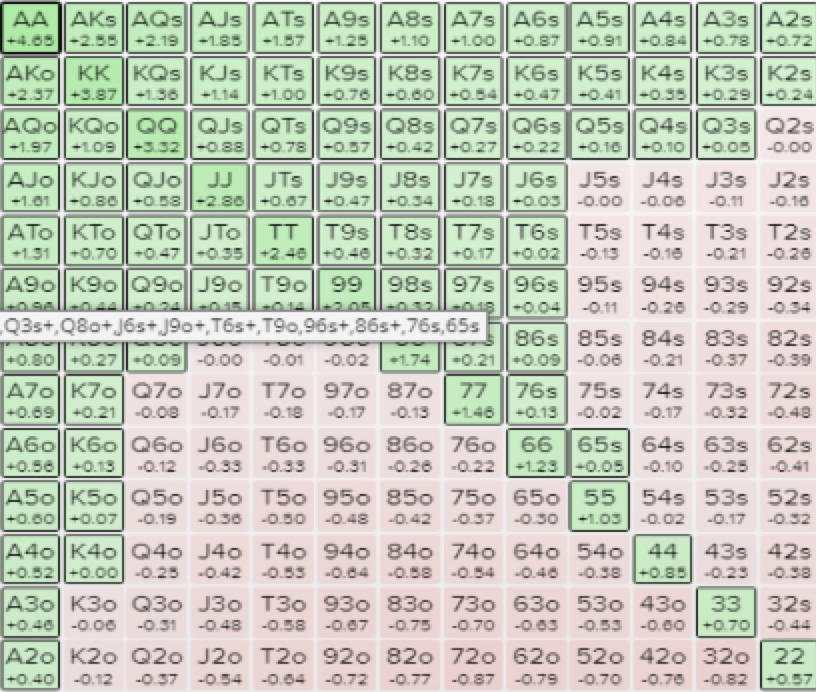 AA AKs AQs AJs ATs A9s A8s A7s A6s A5s A4s A3s A2s
+4.65 +2.55 +2.19 +1.85 +1.57 +1.25 +1.10 +1.00 +0.87 +0.91 +0.84 +0.78 +0.72
AKo KK KQs KJs KTs K9s K8s K7s K6s K5s K4s K3s K2s
+2.37 +3.87 +1.36 +1.14 +1.00 +0.76 +0.60 +0.54 +0.47 +0.41 +0.35 +0.29 +0.24
AQo KQo QQ QJs QTs Q9s Q8s Q7s Q6s Q5s Q4s Q3s Q2s
+1.97 +1.09 +3.32 +0.88 +0.78 +0.57 +0.42 +0.27 +0.22 +0.16 +0.10 +0.05 -0.00
AJo KJo QJo JJ JTs J9s J8s J7s J6s J5s J4s J3s J2s
+1.61 +0.86 +0.58 +2.86 +0.67 +0.47 +0.34 +0.18 +0.03 -0.00 -0.06 -0.11 -0.16
ATo KTo QTo JTo TT T9s T8s T7s T6s T5s T4s T3s T2s
+1.31 +0.70 +0.47 +0.35 +2.46 +0.46 +0.32 +0.17 +0.02 -0.13 -0.16 -0.21 -0.26
A9o K9o Q9o J9o T9o 99 98s 97s 96s 95s 94s 93s 92s
+0.04 -0.11 -0.26 -0.29 -0.34
,Q3s+,Q8o+,J6s+,J9o+,T6s+,T9o,96s+,86s+,76s,65s
86s 85s 84s 83s 82s
+0.80 +0.27 +0.09 -0.00 -0.01 -0.02 +1.74 +0.21 +0.09 -0.06 -0.21 -0.37 -0.39
A7o K7o Q7o J7o T7o 97o 87o 77 76s 75s 74s 73s 72s
+0.69 +0.21 -0.08 -0.17 -0.18 -0.17 -0.13 +1.46 +0.13 -0.02 -0.17 -0.32 -0.48
A6o K6o Q6o J6o T6o 96o 86o 76o 66 65s 64s 63s 62s
+0.56 +0.13 -0.12 -0.33 -0.33 -0.31 -0.26 -0.22 +1.23 +0.05 -0.10 -0.25 -0.41
A5o K5o Q5o J5o T5o 95o 85o 75o 65o 55 54s 53s 52s
+0.60 +0.07 -0.19 -0.36 -0.50 -0.48 -0.42 -0.37 -0.30 +1.03 -0.02 -0.17 -0.32
A4o K4o Q4o J4o T4o 94o 84o 74o 64o 54o 44 43s 42s
+0.52 +0.00 -0.25 -0.42 -0.53 -0.64 -0.58 -0.54 -0.46 -0.38 +0.85 -0.23 -0.38
A3o K3o Q3o J3o T3o 93o 83o 73o 63o 53o 43o 33 32s
+0.46 -0.06 -0.31 -0.48 -0.58 -0.67 -0.75 -0.70 -0.63 -0.53 -0.60 +0.70 -0.44
A2o K2o Q2o J2o T2o 92o 82o 72o 62o 52o 42o 32o 22
+0.40 -0.12 -0.37 -0.54 -0.64 -0.72 -0.77 -0.87 -0.79 -0.70 -0.76 -0.82 +0.57